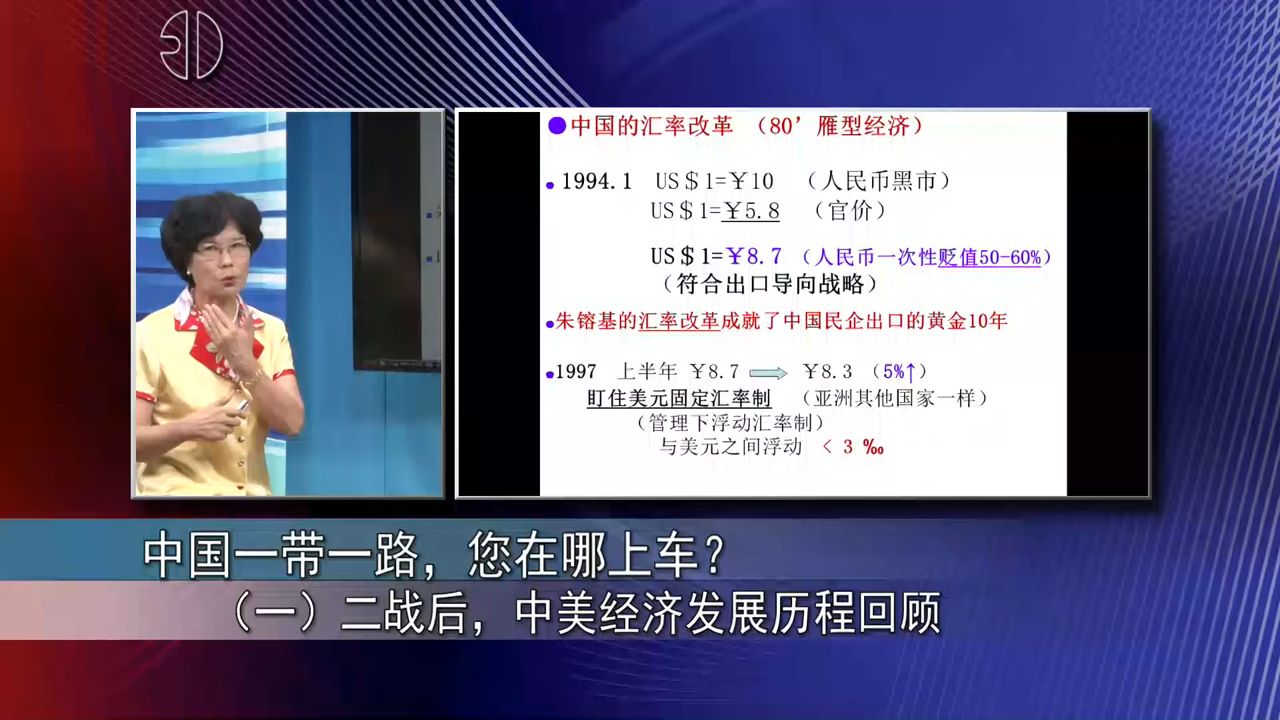 ●中国的汇率改革 （80’雁型经济）
•1994.1 US＄1=￥10 （人民币黑市）
US＄1=￥5.8 （官价）
US＄1=￥8.7 （人民币一次性贬值50-60%）
（符合出口导向战略）
•朱镕基的汇率改革成就了中国民企出口的黄金10年
•1997 上半年 ￥8.7 ￥8.3 （5%↑）
盯住美元固定汇率制 （亚洲其他国家一样）
（管理下浮动汇率制）
与美元之间浮动 < 3 ‰
中国一带一路，您在哪上车？
（一）二战后，中美经济发展历程回顾